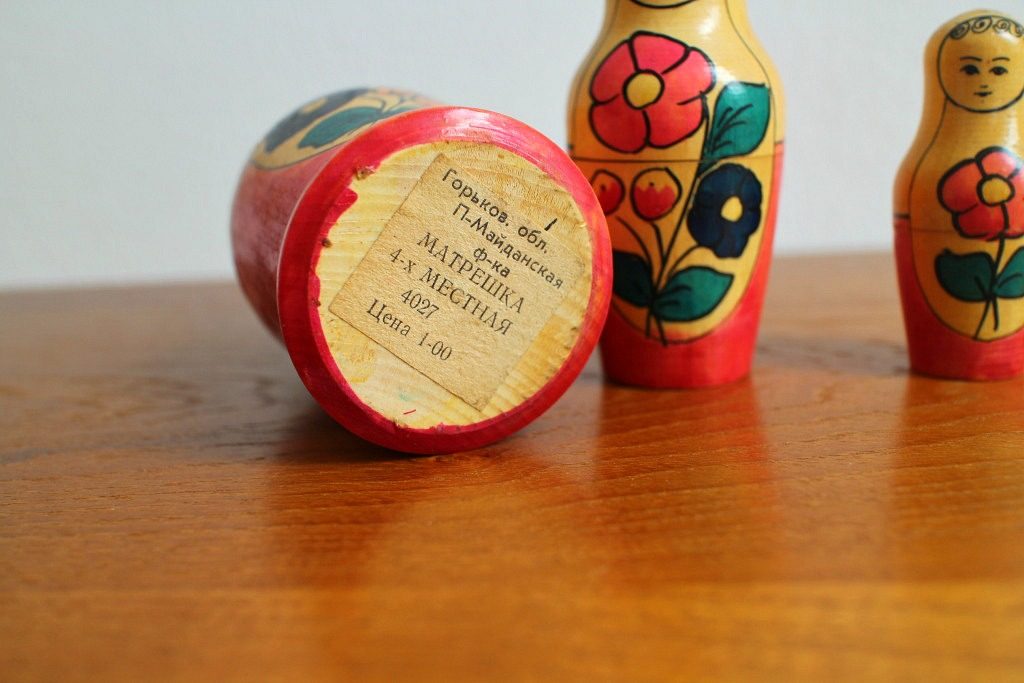 Горьков. обл.
П-Майданская
ф-ка
МАТРЕШКА
4-х МЕСТНАЯ
4027
Цена 1-00